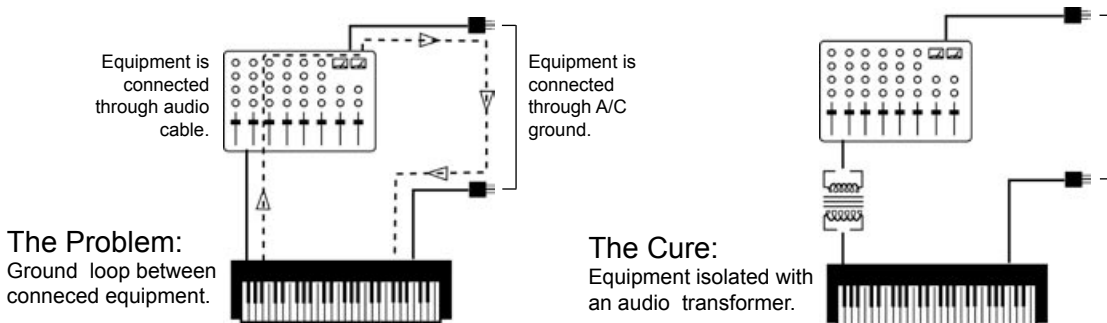 Equipment is
connected
through audio
cable.
Equipment is
connected
through A/C
ground.
The Problem:
Ground loop between
conneced equipment.
The Cure:
Equipment isolated with
an audio transformer.